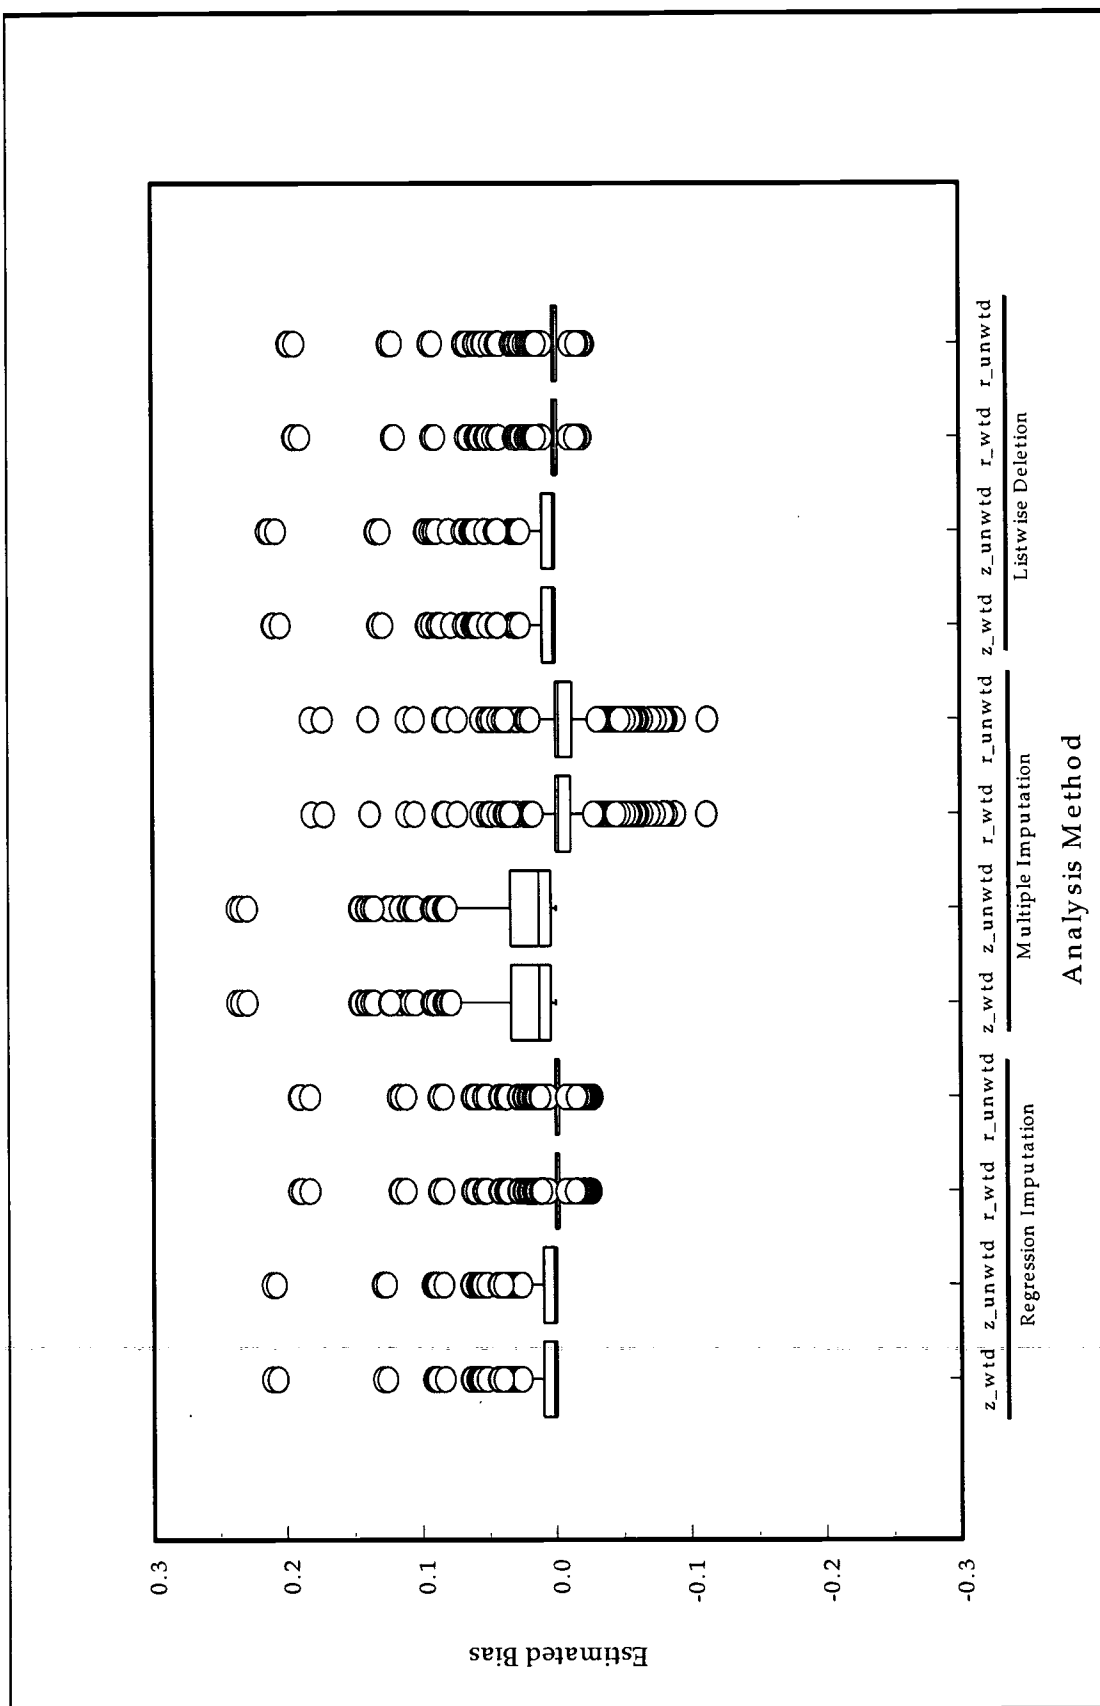 Estimated Bias
0.3
0.2
0.1
0.0
-0.1
-0.2
-0.3
z_wtd z_unwtd r_wtd r_unwtd z_wtd z_unwtd r_wtd r_unwtd z_wtd z_unwtd r_wtd r_unwtd
Regression Imputation Multiple Imputation Listwise Deletion
Analysis Method